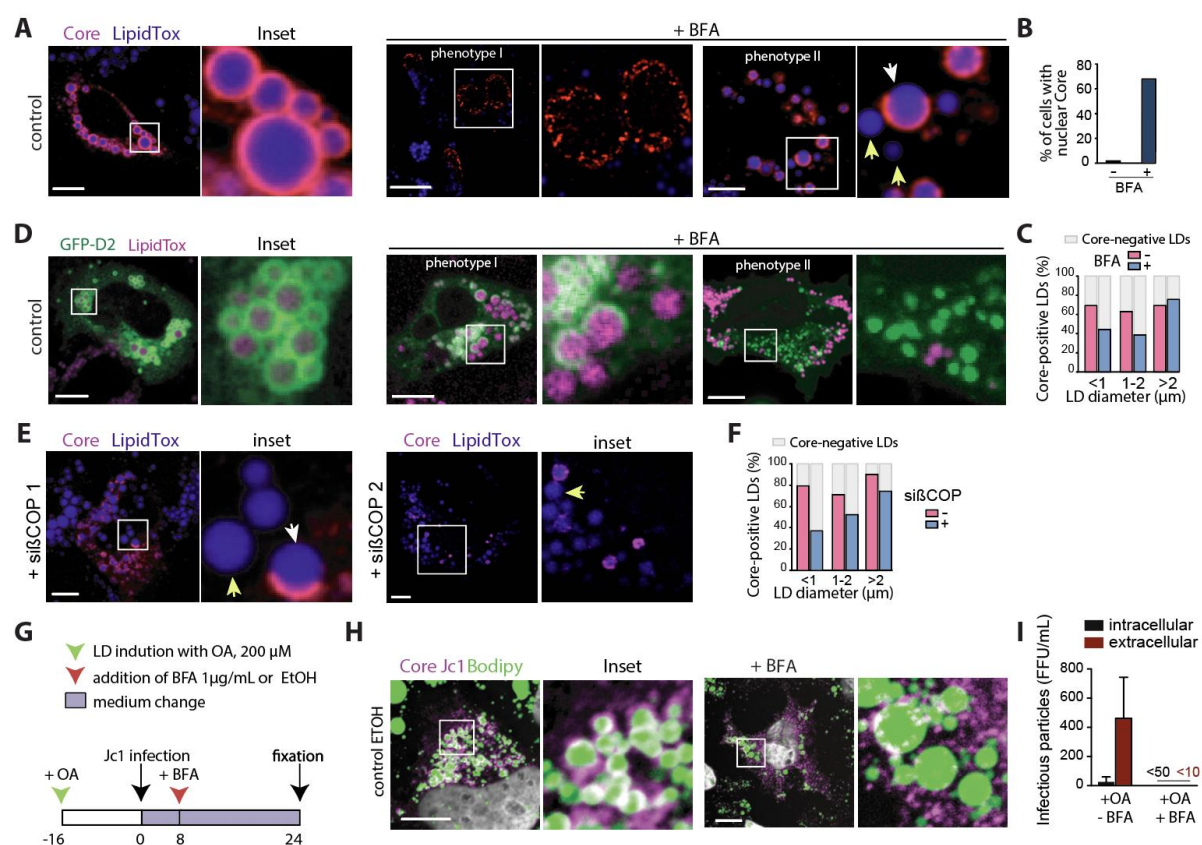 A
Core LipidTox
Inset
+ BFA
phenotype I
phenotype II
control
B
% of cells with
nuclear Core
80
60
40
20
0
- +
BFA
D
GFP-D2 LipidTox
Inset
+ BFA
phenotype I
phenotype II
control
C
Core-negative LDs
BFA - +
Core-positive LDs (%)
100
80
60
40
20
0
<1 1-2 >2
LD diameter (µm)
E
Core LipidTox
inset
+ sißCOP 1
Core LipidTox
inset
+ sißCOP 2
F
Core-negative LDs
Core-positive LDs (%)
100
80
40
20
0
<1 1-2 >2
LD diameter (µm)
sißCOP
-
+
G
LD indution with OA, 200 µM
addition of BFA 1µg/mL or EtOH
medium change
Jc1 infection
fixation
+ OA
+ BFA
-16 0 8 24
H
Core Jc1 Bodipy
Inset
+ BFA
control ETOH
I
intracellular
extracellular
Infectious particles (FFU/mL)
800
600
400
200
0
<50 <10
+OA +OA
- BFA + BFA